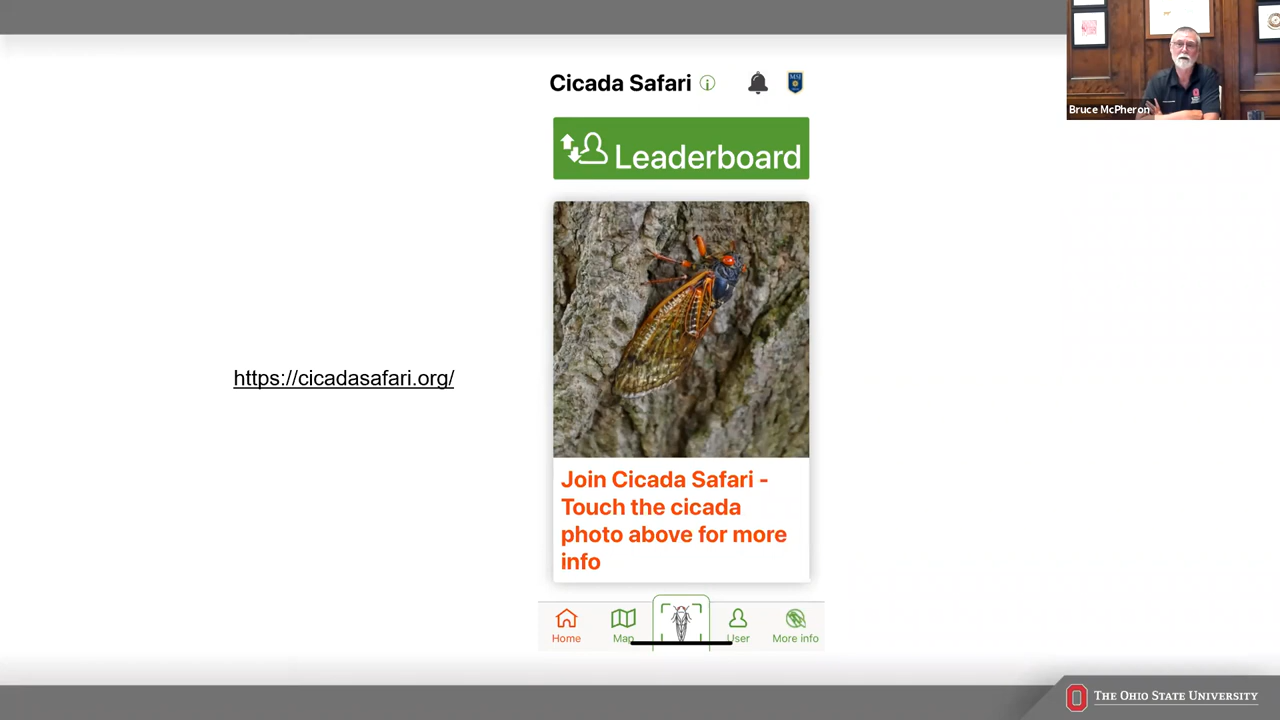 Bruce McPheron
Cicada Safari
MSJ
Leaderboard
https://cicadasafari.org/
Join Cicada Safari -
Touch the cicada
photo above for more
info
Home
Map
User
More info
THE OHIO STATE UNIVERSITY